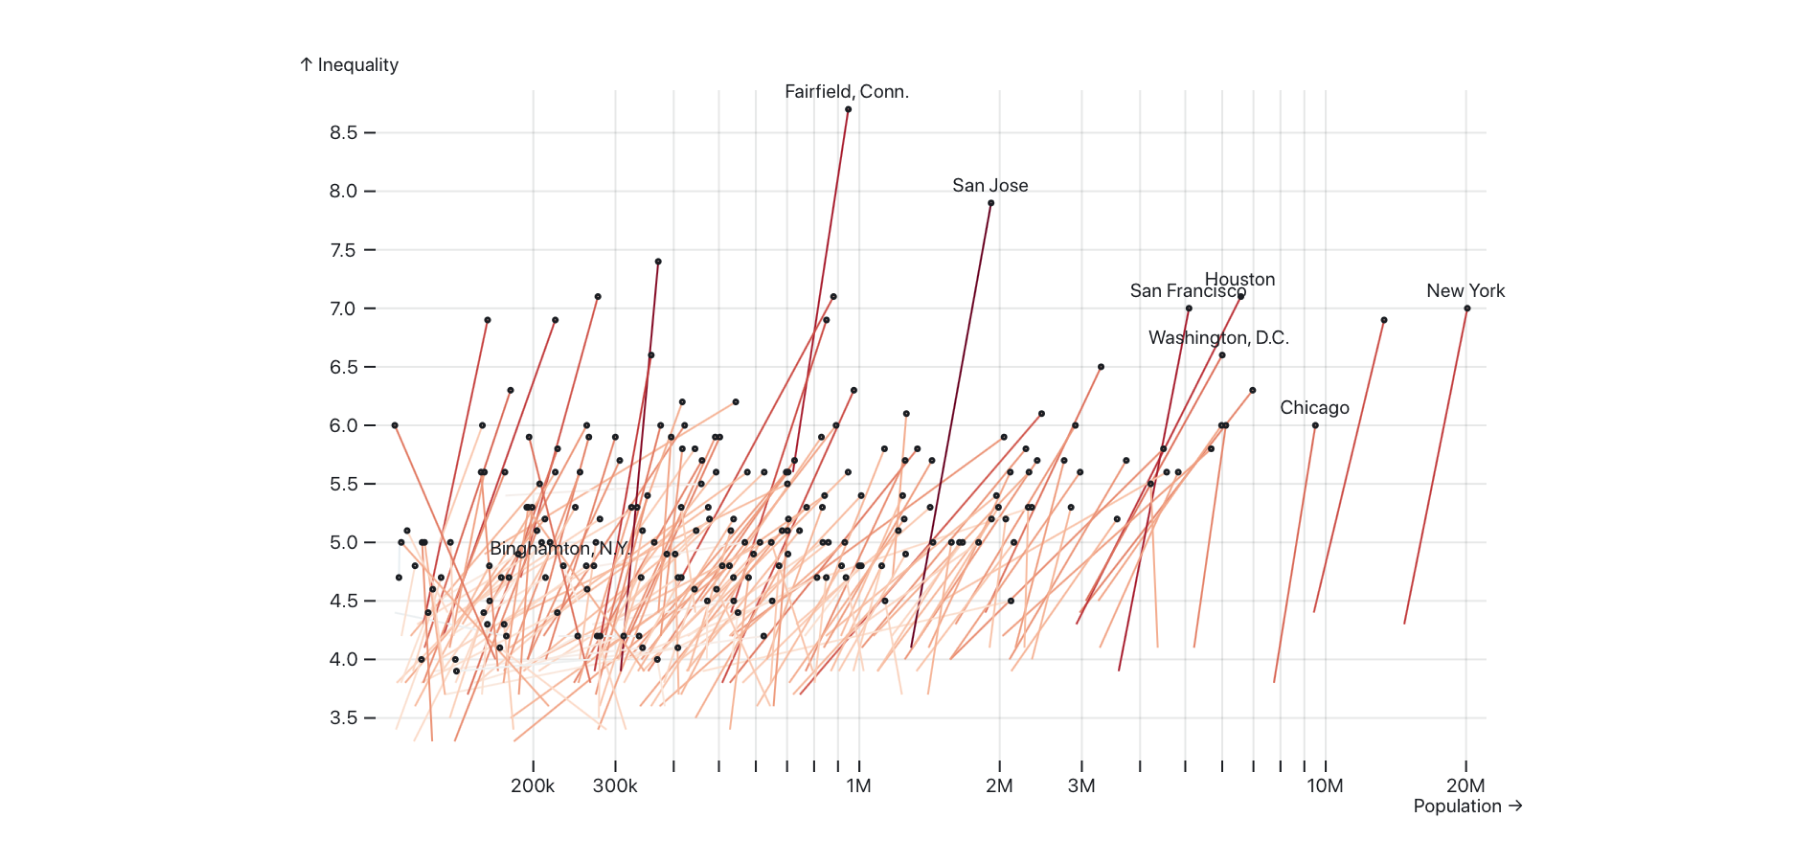 ↑ Inequality
Fairfield, Conn.
8.5
San Jose
8.0
7.5
Houston
San Francisco
New York
7.0
Washington, D.C.
6.5
Chicago
6.0
5.5
Binghamton, N.Y.
5.0
4.5
4.0
3.5
200k 300k 1M 2M 3M 10M 20M
Population →